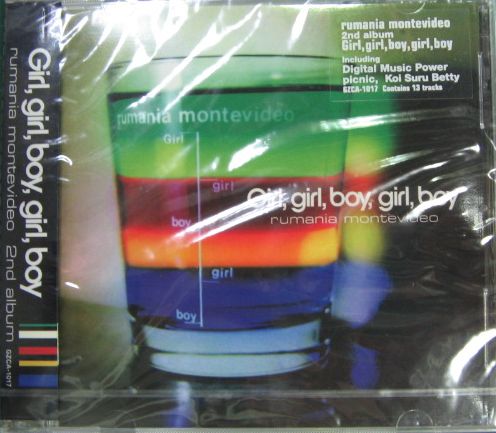 Girl, girl, boy, girl, boy
rumania montevideo 2nd album
GZCA-1017
rumania montevideo
2nd album
Girl,girl,boy,girl,boy
including
Digital Music Power
picnic, Koi Suru Betty
GZCA-1017 Contains 13 tracks
rumania montevideo
Girl
girl
boy
girl
boy
Girl, girl, boy, girl, boy
rumania montevideo